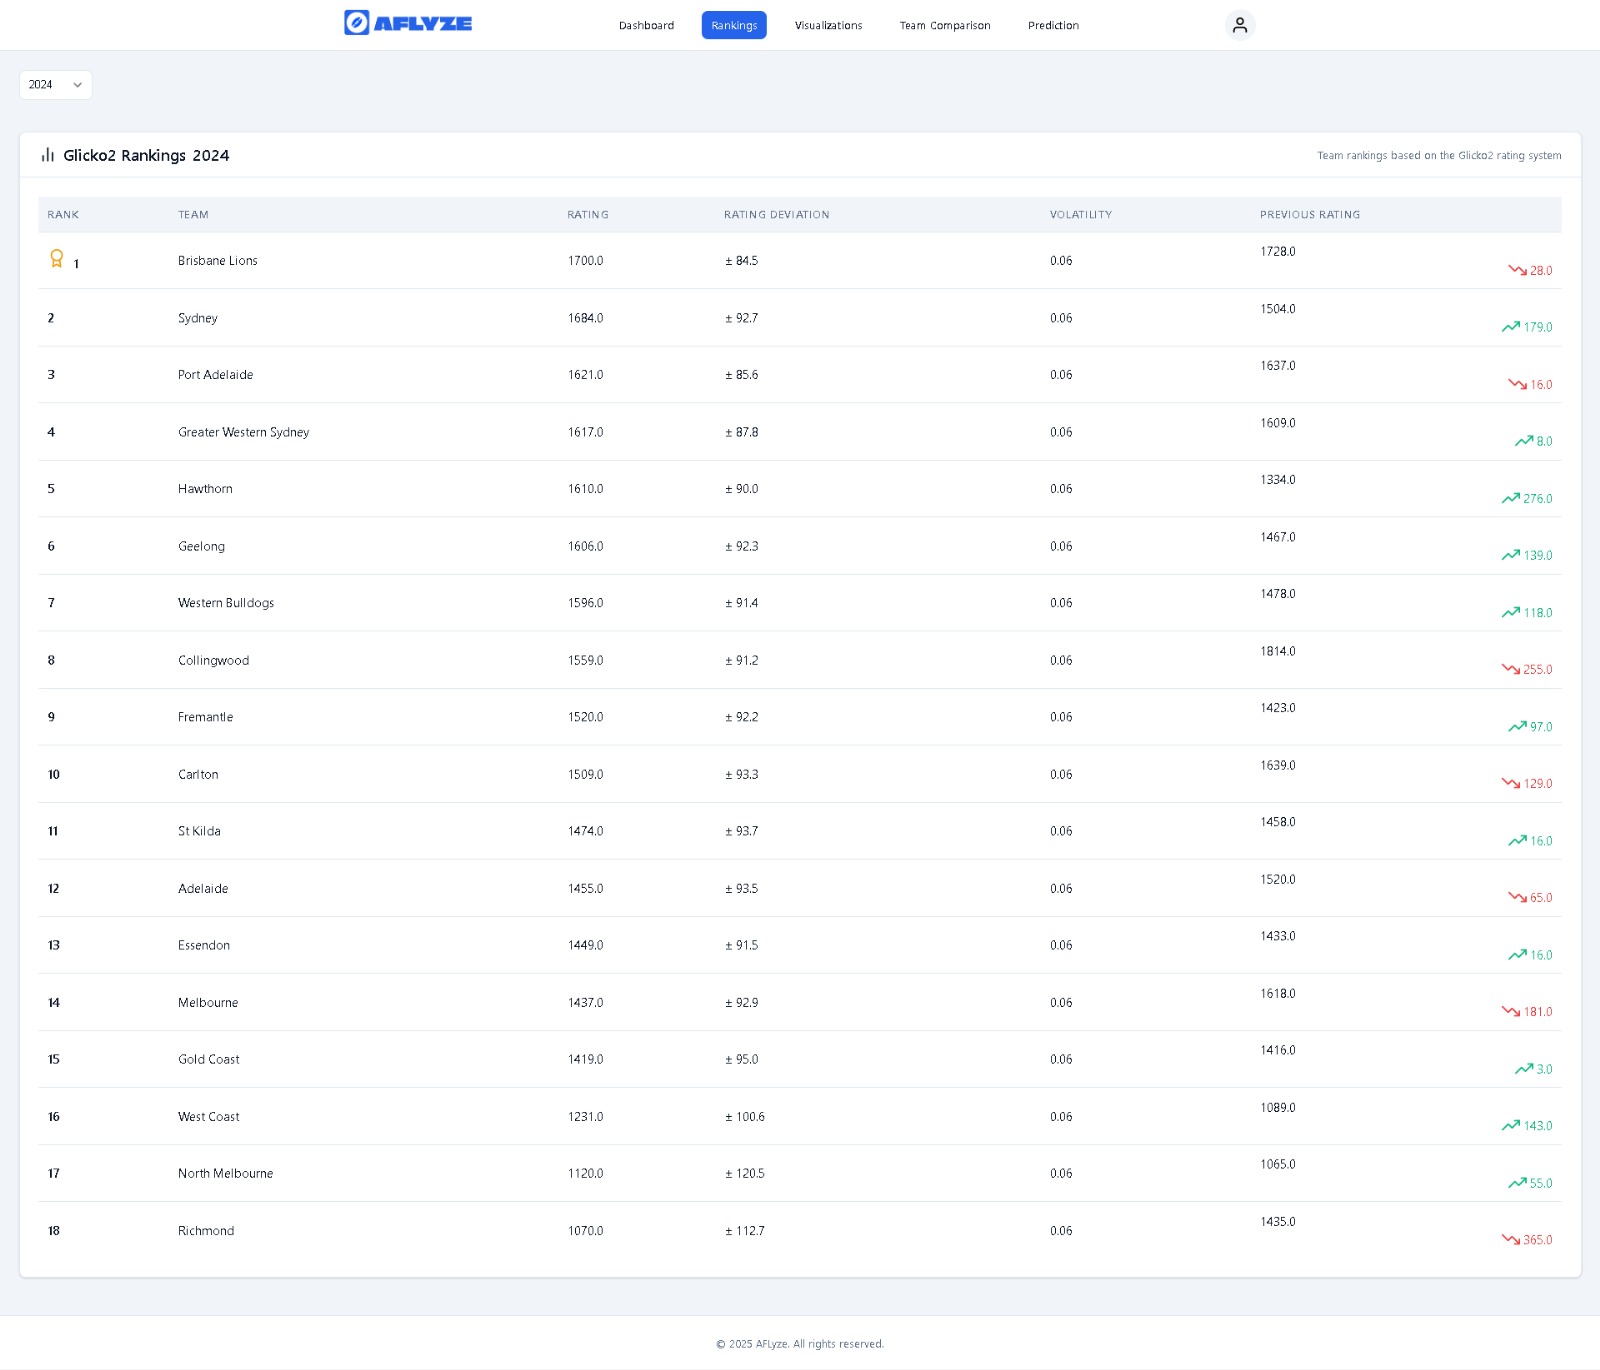 AFLYZE Dashboard Rankings Visualizations Team Comparison Prediction
2024
Glicko2 Rankings 2024 Team rankings based on the Glicko2 rating system
RANK TEAM RATING RATING DEVIATION VOLATILITY PREVIOUS RATING
1 Brisbane Lions 1700.0 ± 84.5 0.06 1728.0 28.0
2 Sydney 1684.0 ± 92.7 0.06 1504.0 179.0
3 Port Adelaide 1621.0 ± 85.6 0.06 1637.0 16.0
4 Greater Western Sydney 1617.0 ± 87.8 0.06 1609.0 8.0
5 Hawthorn 1610.0 ± 90.0 0.06 1334.0 276.0
6 Geelong 1606.0 ± 92.3 0.06 1467.0 139.0
7 Western Bulldogs 1596.0 ± 91.4 0.06 1478.0 118.0
8 Collingwood 1559.0 ± 91.2 0.06 1814.0 255.0
9 Fremantle 1520.0 ± 92.2 0.06 1423.0 97.0
10 Carlton 1509.0 ± 93.3 0.06 1639.0 129.0
11 St Kilda 1474.0 ± 93.7 0.06 1458.0 16.0
12 Adelaide 1455.0 ± 93.5 0.06 1520.0 65.0
13 Essendon 1449.0 ± 91.5 0.06 1433.0 16.0
14 Melbourne 1437.0 ± 92.9 0.06 1618.0 181.0
15 Gold Coast 1419.0 ± 95.0 0.06 1416.0 3.0
16 West Coast 1231.0 ± 100.6 0.06 1089.0 143.0
17 North Melbourne 1120.0 ± 120.5 0.06 1065.0 55.0
18 Richmond 1070.0 ± 112.7 0.06 1435.0 365.0
© 2025 AFLyze. All rights reserved.